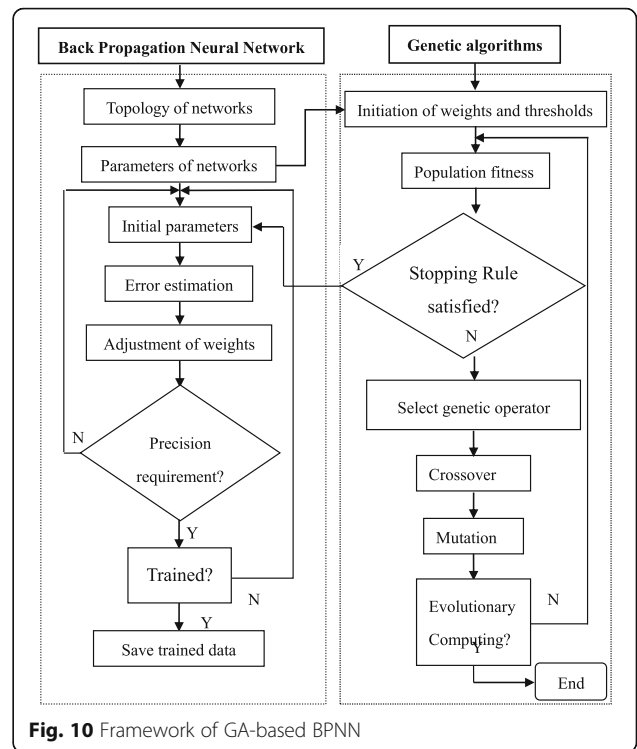 Back Propagation Neural Network
Topology of networks
Parameters of networks
Initial parameters
Error estimation
Adjustment of weights
N
Precision
requirement?
Y
Trained?
N
Y
Save trained data
Genetic algorithms
Initiation of weights and thresholds
Population fitness
Y
Stopping Rule
satisfied?
N
Select genetic operator
Crossover
Mutation
Evolutionary
Computing?
N
Y
End
Fig. 10 Framework of GA-based BPNN